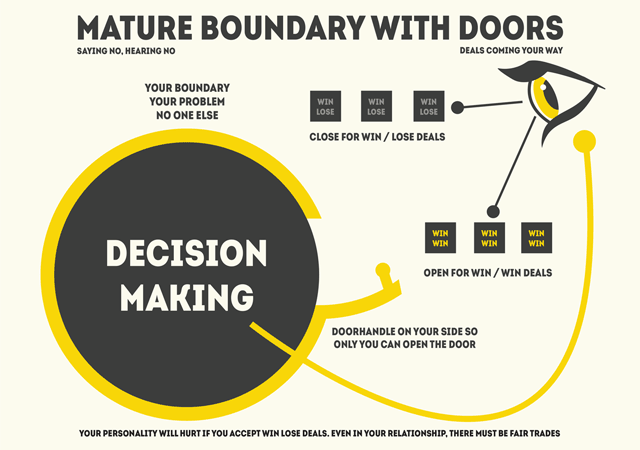 MATURE BOUNDARY WITH DOORS
SAYING NO, HEARING NO
DEALS COMING YOUR WAY
YOUR BOUNDARY
YOUR PROBLEM
NO ONE ELSE
WIN
LOSE
WIN
LOSE
WIN
LOSE
CLOSE FOR WIN / LOSE DEALS
DECISION
MAKING
WIN
WIN
WIN
WIN
WIN
WIN
OPEN FOR WIN / WIN DEALS
DOORHANDLE ON YOUR SIDE SO
ONLY YOU CAN OPEN THE DOOR
YOUR PERSONALITY WILL HURT IF YOU ACCEPT WIN LOSE DEALS. EVEN IN YOUR RELATIONSHIP, THERE MUST BE FAIR TRADES